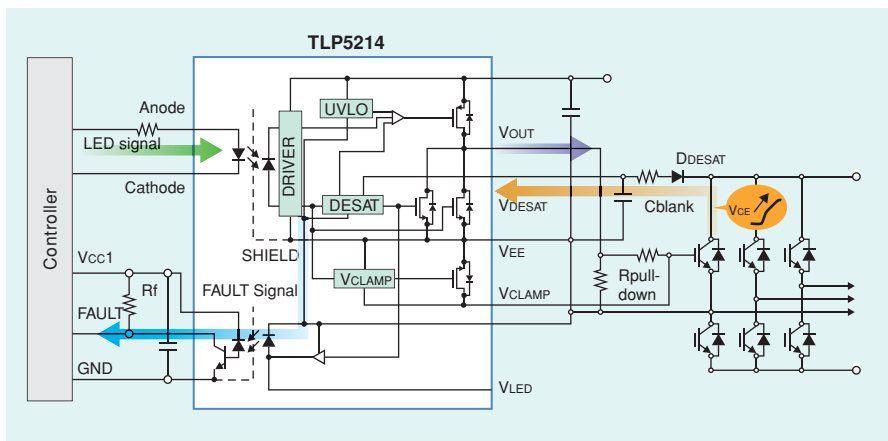 TLP5214
Controller
Anode
LED signal
Cathode
UVLO
DRIVER
DESAT
SHIELD
VCLAMP
VOUT
DDESAT
VDESAT
Cblank
VCE
VEE
VCLAMP
Rpull-
down
VCC1
Rf
FAULT Signal
FAULT
GND
VLED